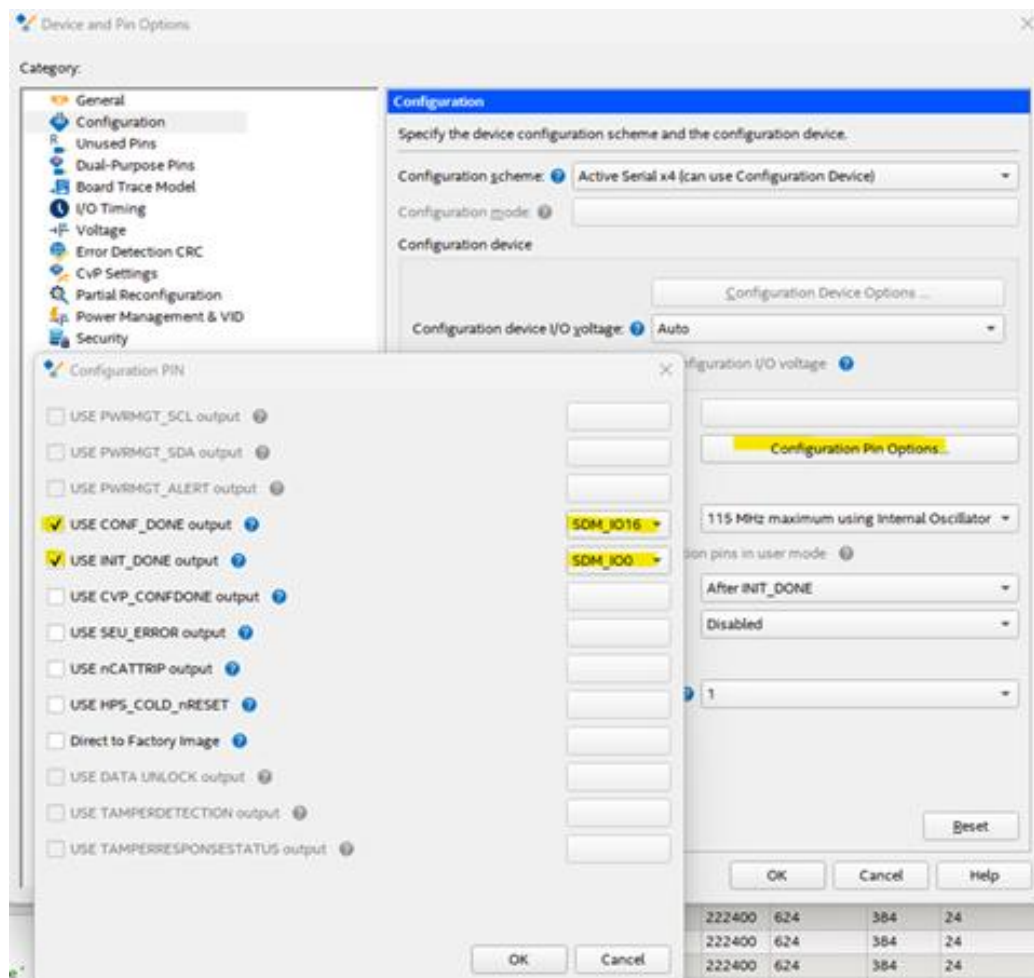 Device and Pin Options
Category:
General
Configuration
Unused Pins
Dual-Purpose Pins
Board Trace Model
I/O Timing
Voltage
Error Detection CRC
CvP Settings
Partial Reconfiguration
Power Management & VID
Security
Configuration
Specify the device configuration scheme and the configuration device.
Configuration scheme: Active Serial x4 (can use Configuration Device)
Configuration mode:
Configuration device
Configuration Device Options ...
Configuration device I/O voltage: Auto
onfiguration I/O voltage
Configuration Pin Options...
115 MHz maximum using Internal Oscillator
ion pins in user mode
After INIT_DONE
Disabled
1
Reset
OK Cancel Help
Configuration PIN
USE PWRMGT_SCL output
USE PWRMGT_SDA output
USE PWRMGT_ALERT output
USE CONF_DONE output SDM_IO16
USE INIT_DONE output SDM_IO0
USE CVP_CONFDONE output
USE SEU_ERROR output
USE nCATTRIP output
USE HPS_COLD_nRESET
Direct to Factory Image
USE DATA UNLOCK output
USE TAMPERDETECTION output
USE TAMPERRESPONSESTATUS output
OK Cancel
222400 624 384 24
222400 624 384 24
222400 624 384 24